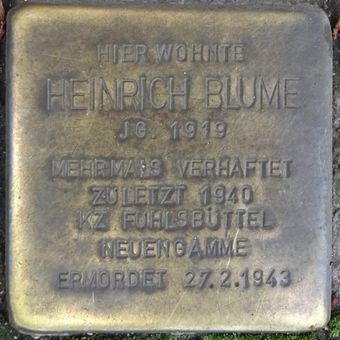 HIER WOHNTE
HEINRICH BLUME
JG. 1919
MEHRMALS VERHAFTET
ZULETZT 1940
KZ FUHLSBÜTTEL
NEUENGAMME
ERMORDET 27.2.1943